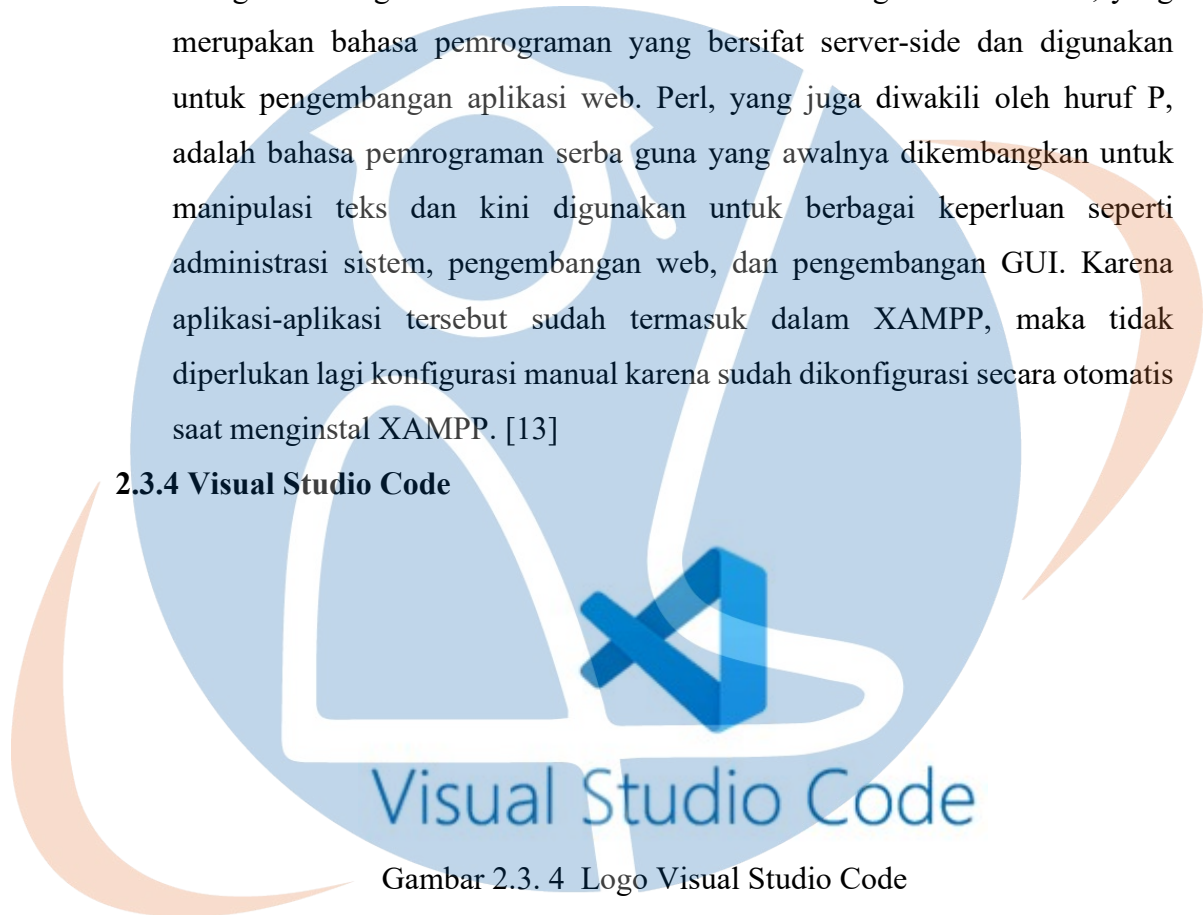 merupakan bahasa pemrograman yang bersifat server-side dan digunakan
untuk pengembangan aplikasi web. Perl, yang juga diwakili oleh huruf P,
adalah bahasa pemrograman serba guna yang awalnya dikembangkan untuk
manipulasi teks dan kini digunakan untuk berbagai keperluan seperti
administrasi sistem, pengembangan web, dan pengembangan GUI. Karena
aplikasi-aplikasi tersebut sudah termasuk dalam XAMPP, maka tidak
diperlukan lagi konfigurasi manual karena sudah dikonfigurasi secara otomatis
saat menginstal XAMPP. [13]
2.3.4 Visual Studio Code
Visual Studio Code
Gambar 2.3. 4 Logo Visual Studio Code